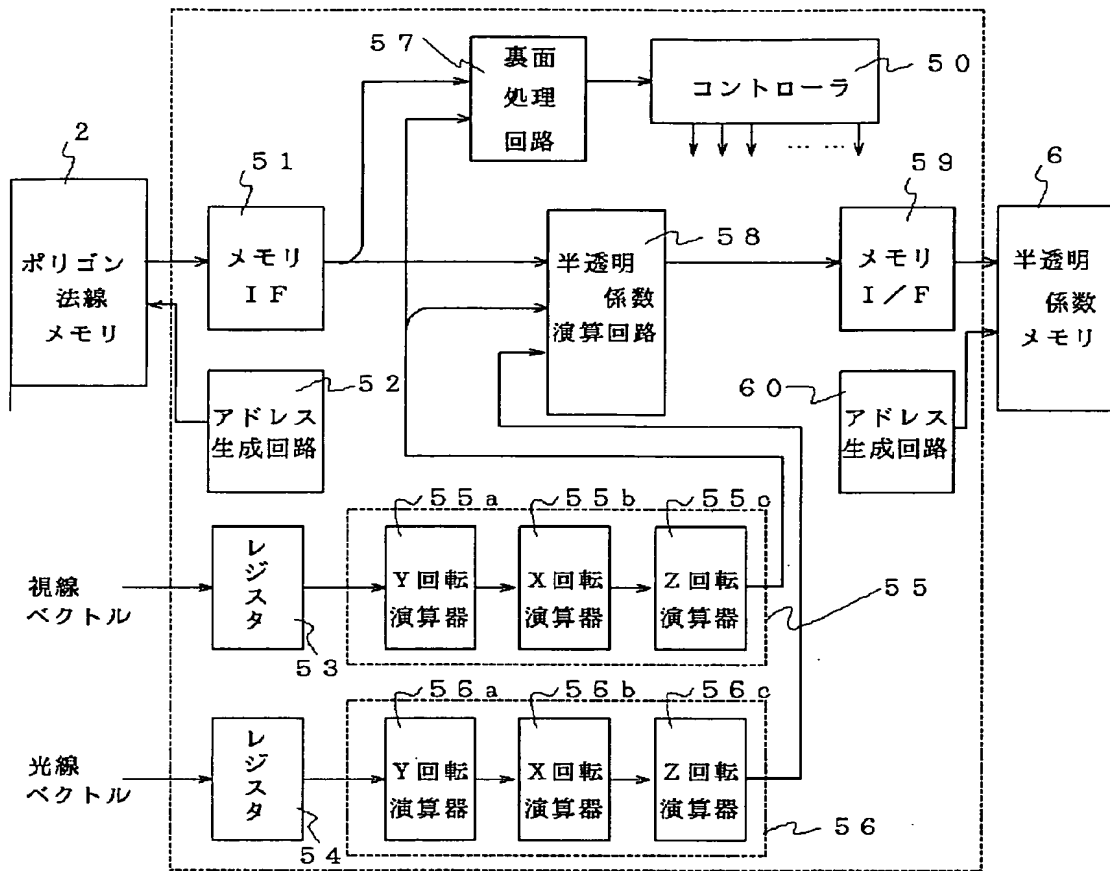 ５７
裏面
処理
回路
５０
コントローラ
２
ポリゴン
法線
メモリ
５１
メモリ
ＩＦ
５８
半透明
係数
演算回路
５９
メモリ
Ｉ／Ｆ
６
半透明
係数
メモリ
５２
アドレス
生成回路
６０
アドレス
生成回路
視線
ベクトル
レジスタ
５３
５５a
Ｙ回転
演算器
５５b
Ｘ回転
演算器
５５c
Ｚ回転
演算器
５５
光線
ベクトル
レジスタ
５４
５６a
Ｙ回転
演算器
５６b
Ｘ回転
演算器
５６c
Ｚ回転
演算器
５６